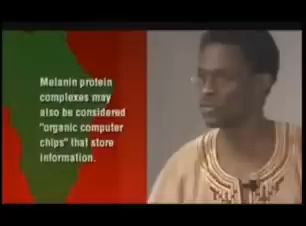 Melanin protein
complexes may
also be considered
"organic computer
chips" that store
information.